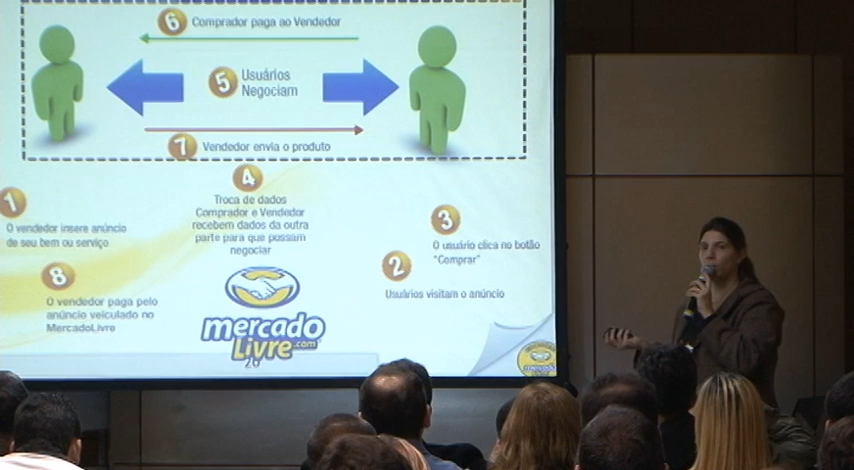 6 Comprador paga ao Vendedor
5 Usuários
Negociam
7 Vendedor envia o produto
1
O vendedor insere anúncio
de seu bem ou serviço
4
Troca de dados
Comprador e Vendedor
recebem dados da outra
parte para que possam
negociar
3
O usuário clica no botão
"Comprar"
2
Usuários visitam o anúncio
8
O vendedor paga pelo
anúncio veiculado no
MercadoLivre
mercado
Livre.com
20